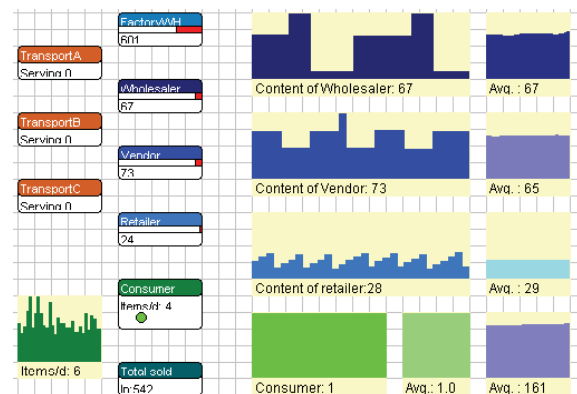 FactoryWH
601
TransportA
Serving 0
Wholesaler
67
Content of Wholesaler: 67
Avg. : 67
TransportB
Serving 0
Vendor
73
Content of Vendor: 73
Avg. : 65
TransportC
Serving 0
Retailer
24
Content of retailer:28
Avg. : 29
Consumer
Items/d: 4
Items/d: 6
Total sold
In:542
Consumer: 1
Avg.: 1.0
Avg. : 161